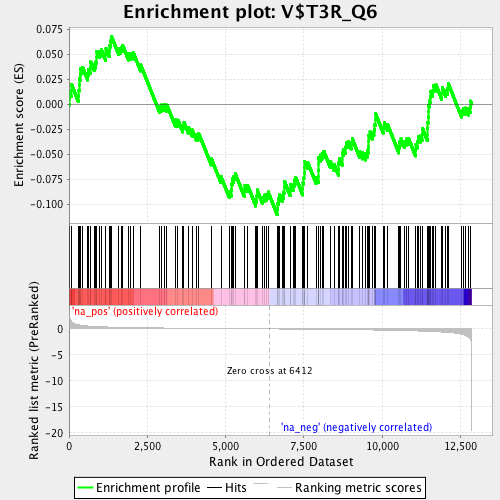 Enrichment plot: V$T3R_Q6
Enrichment score (ES)
0.075
0.050
0.025
0.000
-0.025
-0.050
-0.075
-0.100
'na_pos' (positively correlated)
Ranked list metric (PreRanked)
0
-5
-10
-15
-20
Zero cross at 6412
'na_neg' (negatively correlated)
0
2,500
5,000
7,500
10,000
12,500
Rank in Ordered Dataset
Enrichment profile
Hits
Ranking metric scores